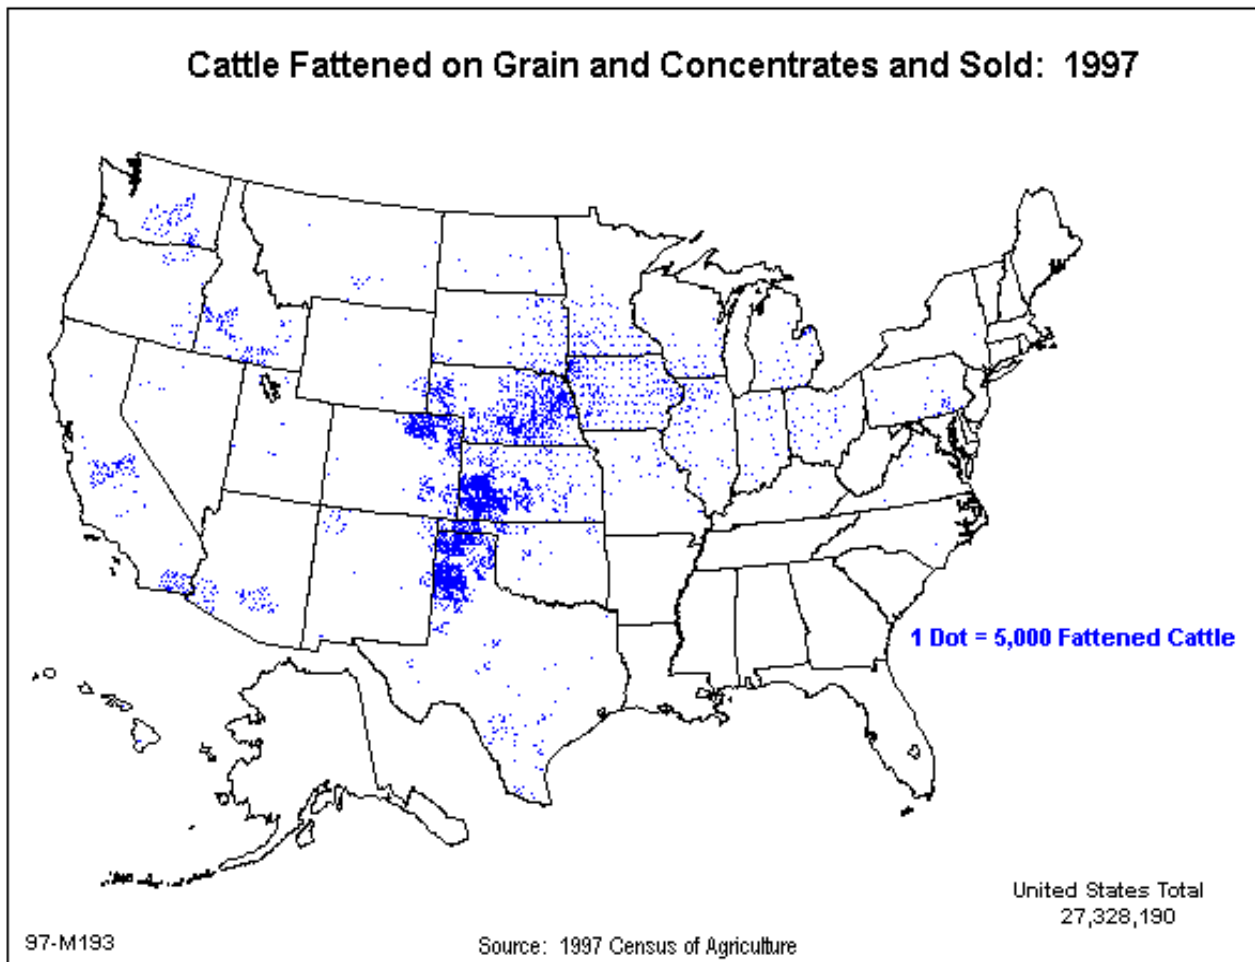 Cattle Fattened on Grain and Concentrates and Sold: 1997
1 Dot = 5,000 Fattened Cattle
United States Total
27,328,190
97-M193
Source: 1997 Census of Agriculture